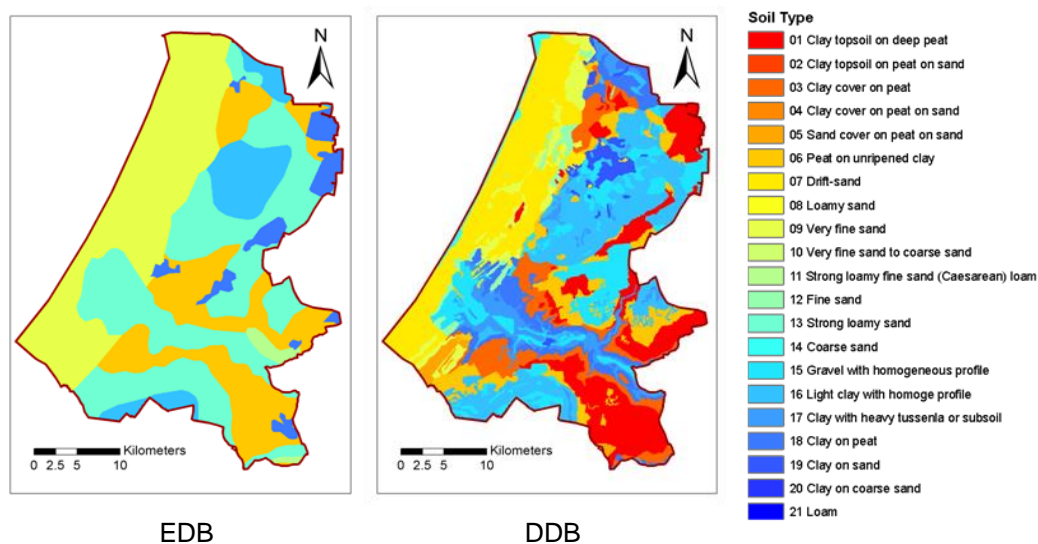 N
N
Kilometers
0 2.5 5 10
Kilometers
0 2.5 5 10
EDB
DDB
Soil Type
01 Clay topsoil on deep peat
02 Clay topsoil on peat on sand
03 Clay cover on peat
04 Clay cover on peat on sand
05 Sand cover on peat on sand
06 Peat on unripened clay
07 Drift-sand
08 Loamy sand
09 Very fine sand
10 Very fine sand to coarse sand
11 Strong loamy fine sand (Caesarean) loam
12 Fine sand
13 Strong loamy sand
14 Coarse sand
15 Gravel with homogeneous profile
16 Light clay with homoge profile
17 Clay with heavy tussenla or subsoil
18 Clay on peat
19 Clay on sand
20 Clay on coarse sand
21 Loam